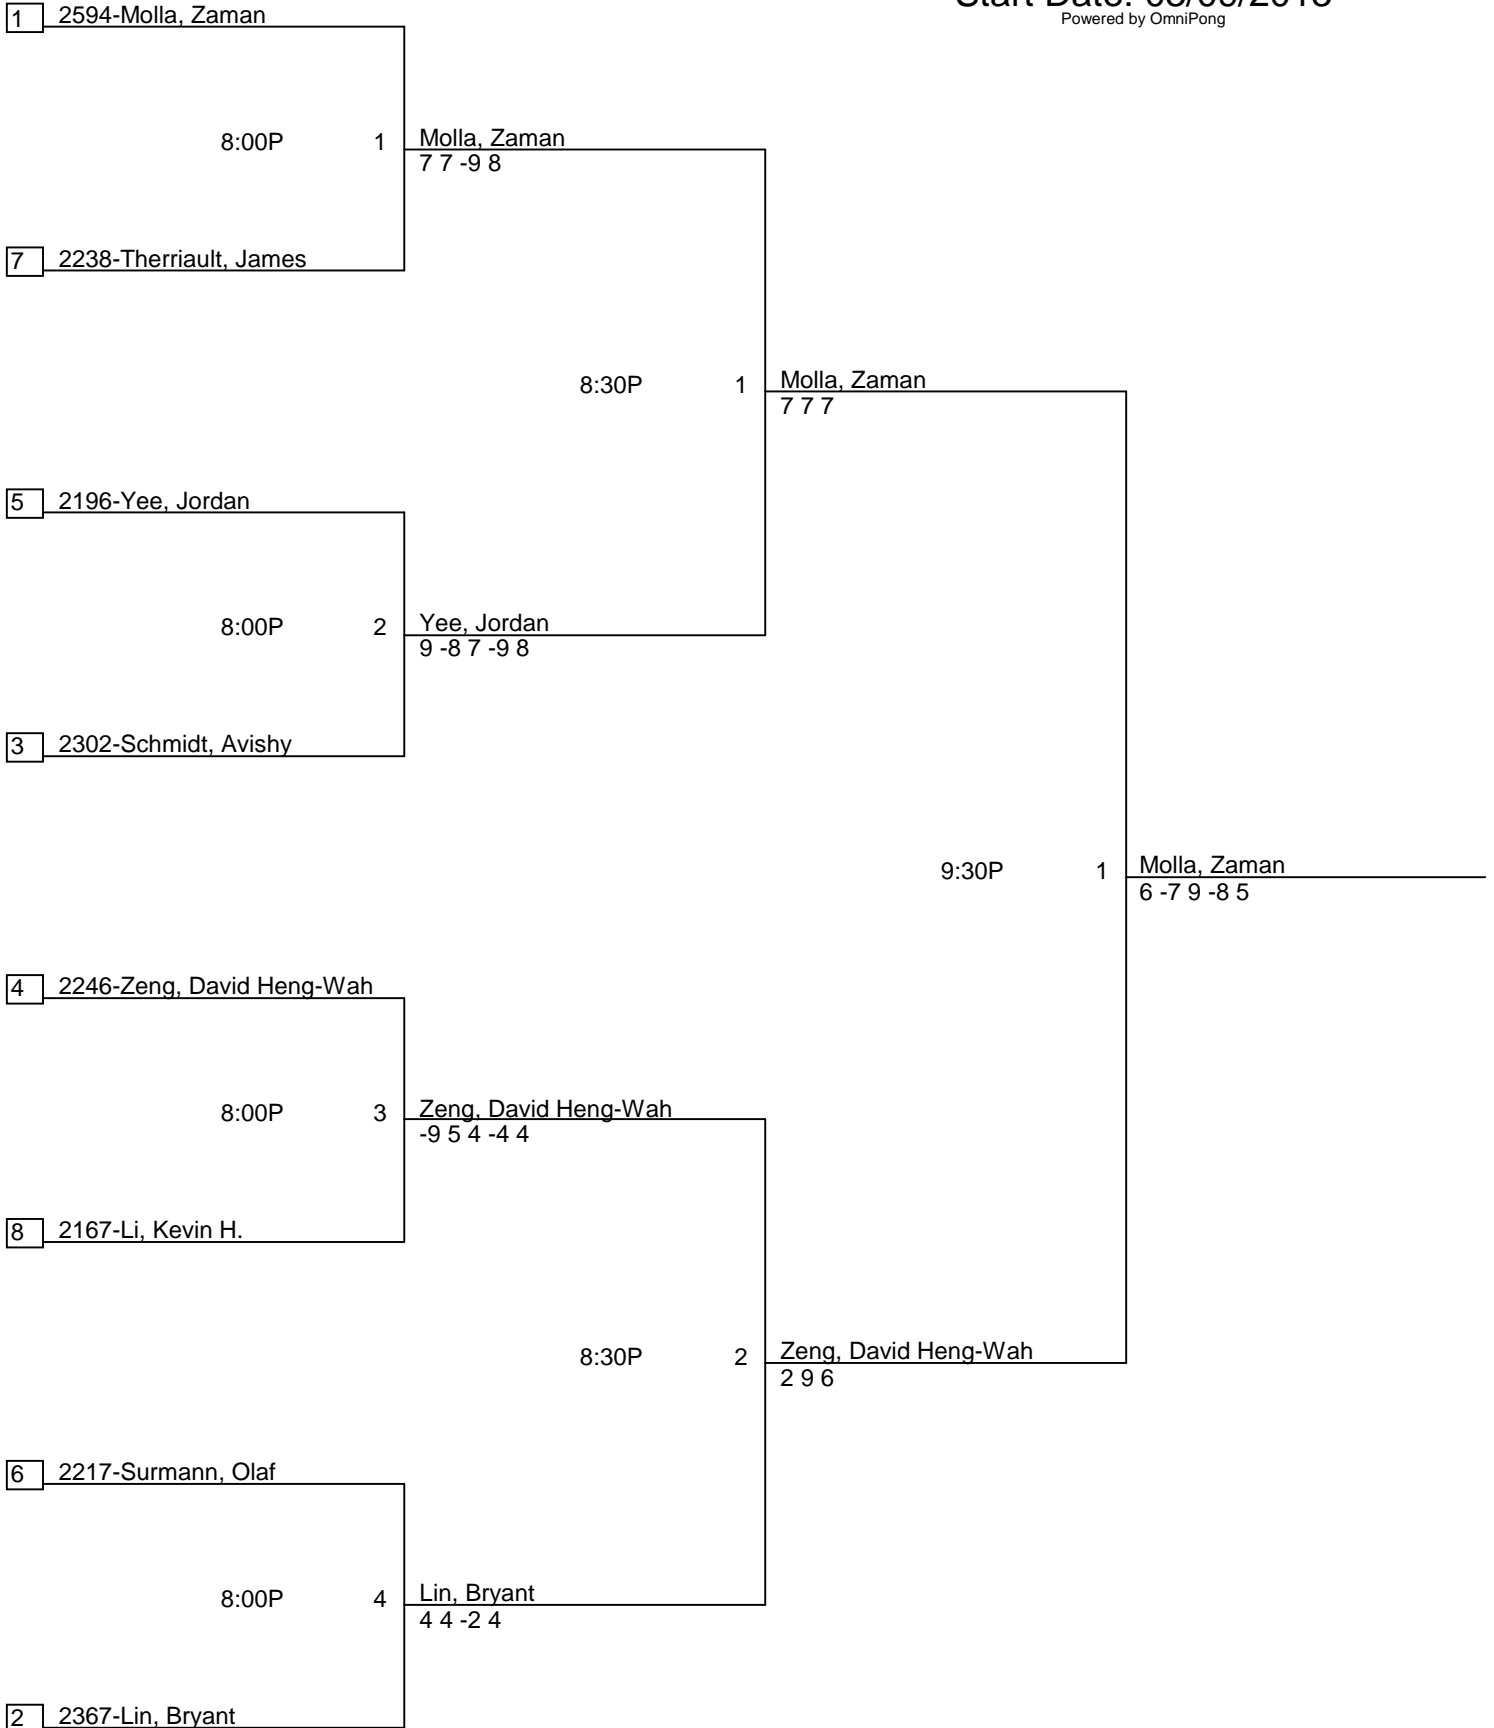 Powered by OmniPong
1 2594-Molla, Zaman
8:00P 1 Molla, Zaman
7 7 -9 8
7 2238-Therriault, James
8:30P 1 Molla, Zaman
7 7 7
5 2196-Yee, Jordan
8:00P 2 Yee, Jordan
9 -8 7 -9 8
3 2302-Schmidt, Avishy
9:30P 1 Molla, Zaman
6 -7 9 -8 5
4 2246-Zeng, David Heng-Wah
8:00P 3 Zeng, David Heng-Wah
-9 5 4 -4 4
8 2167-Li, Kevin H.
8:30P 2 Zeng, David Heng-Wah
2 9 6
6 2217-Surmann, Olaf
8:00P 4 Lin, Bryant
4 4 -2 4
2 2367-Lin, Bryant